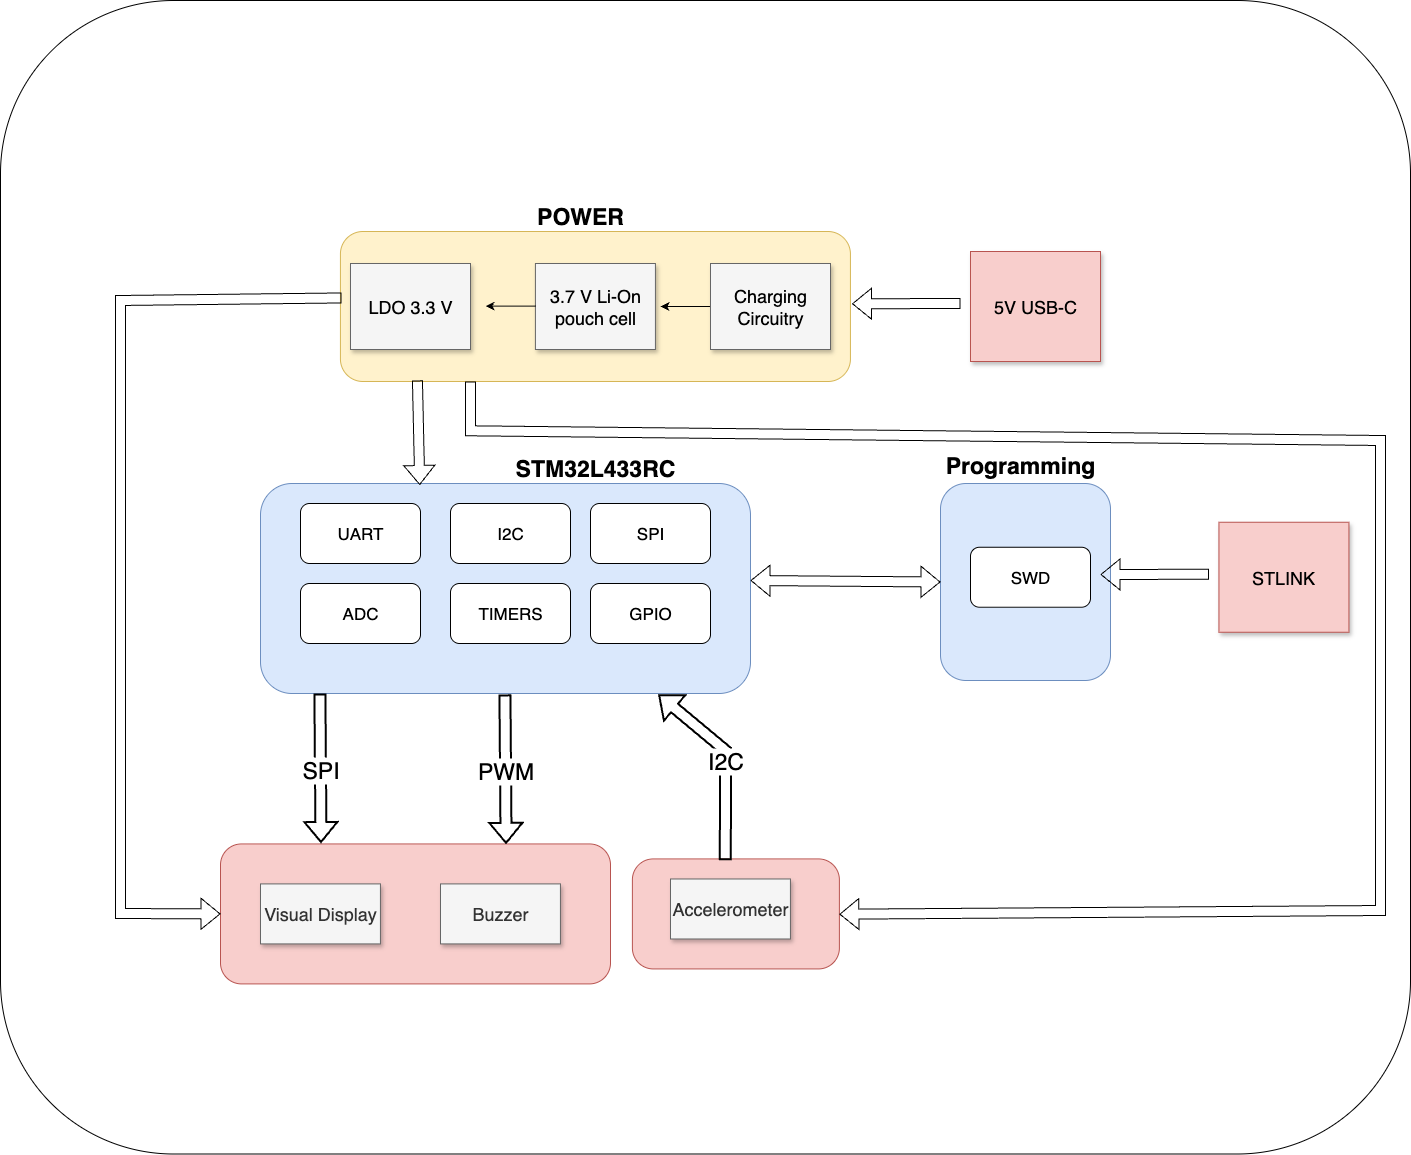 POWER
LDO 3.3 V
3.7 V Li-On
pouch cell
Charging
Circuitry
5V USB-C
STM32L433RC
Programming
UART
I2C
SPI
ADC
TIMERS
GPIO
SWD
STLINK
SPI
PWM
I2C
Visual Display
Buzzer
Accelerometer